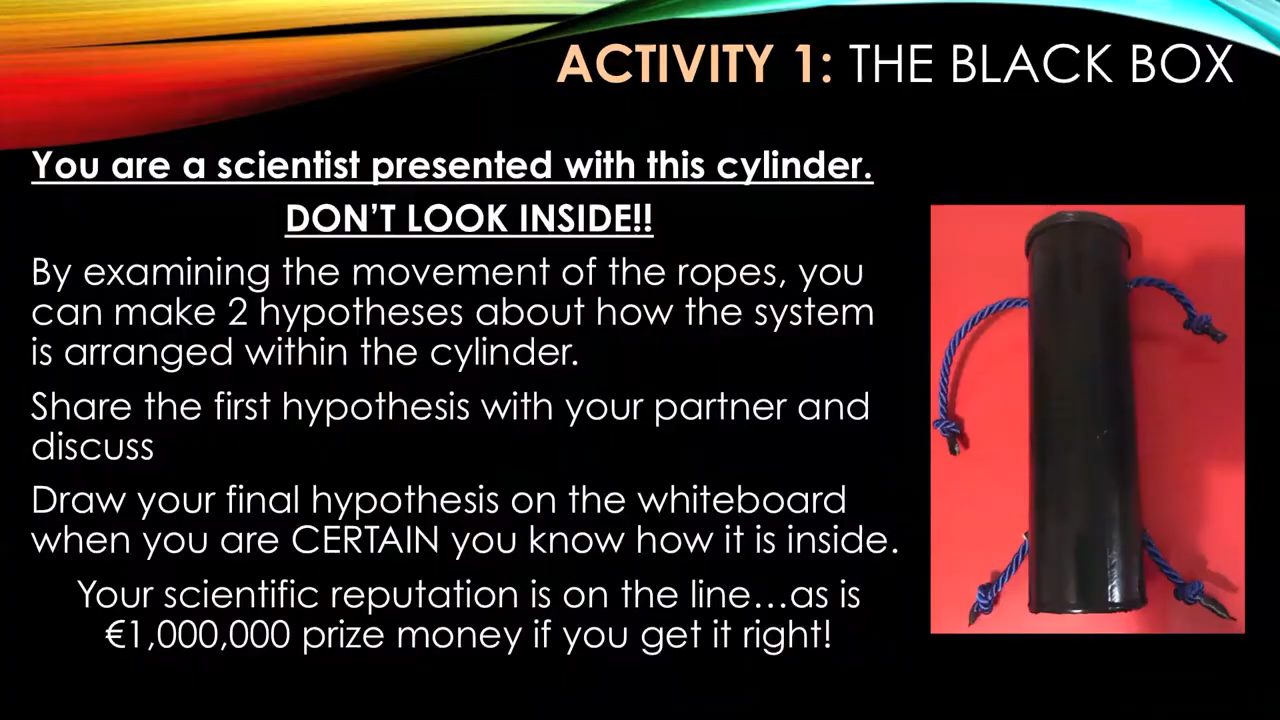 ACTIVITY 1: THE BLACK BOX
You are a scientist presented with this cylinder.
DON’T LOOK INSIDE!!
By examining the movement of the ropes, you
can make 2 hypotheses about how the system
is arranged within the cylinder.
Share the first hypothesis with your partner and
discuss
Draw your final hypothesis on the whiteboard
when you are CERTAIN you know how it is inside.
Your scientific reputation is on the line…as is
€1,000,000 prize money if you get it right!